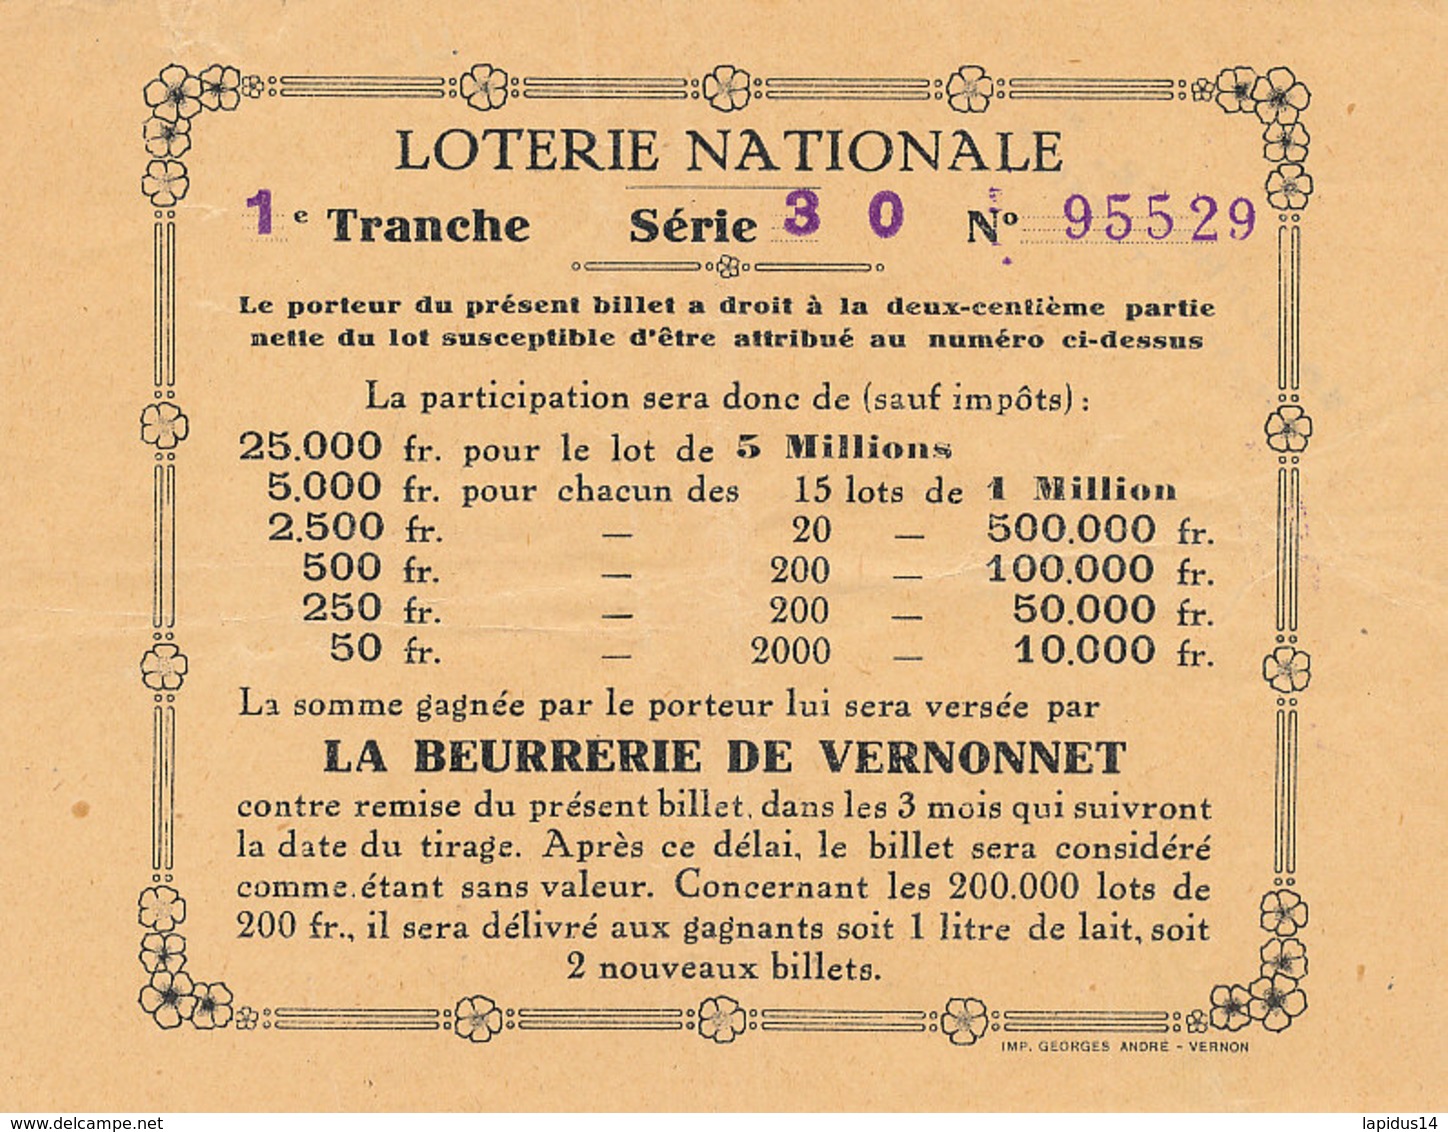 LOTERIE NATIONALE
1e Tranche Série 3 0 No 95529
Le porteur du présent billet a droit à la deux-centième partie
nette du lot susceptible d'être attribué au numéro ci-dessus
La participation sera donc de (sauf impôts) :
25.000 fr. pour le lot de 5 Millions
5.000 fr. pour chacun des 15 lots de 1 Million
2.500 fr. — 20 — 500.000 fr.
500 fr. — 200 — 100.000 fr.
250 fr. — 200 — 50.000 fr.
50 fr. — 2000 — 10.000 fr.
La somme gagnée par le porteur lui sera versée par
LA BEURRERIE DE VERNONNET
contre remise du présent billet, dans les 3 mois qui suivront
la date du tirage. Après ce délai, le billet sera considéré
comme.étant sans valeur. Concernant les 200.000 lots de
200 fr., il sera délivré aux gagnants soit 1 litre de lait, soit
2 nouveaux billets.
IMP. GEORGES ANDRÉ - VERNON
www.delcampe.net
lapidus14